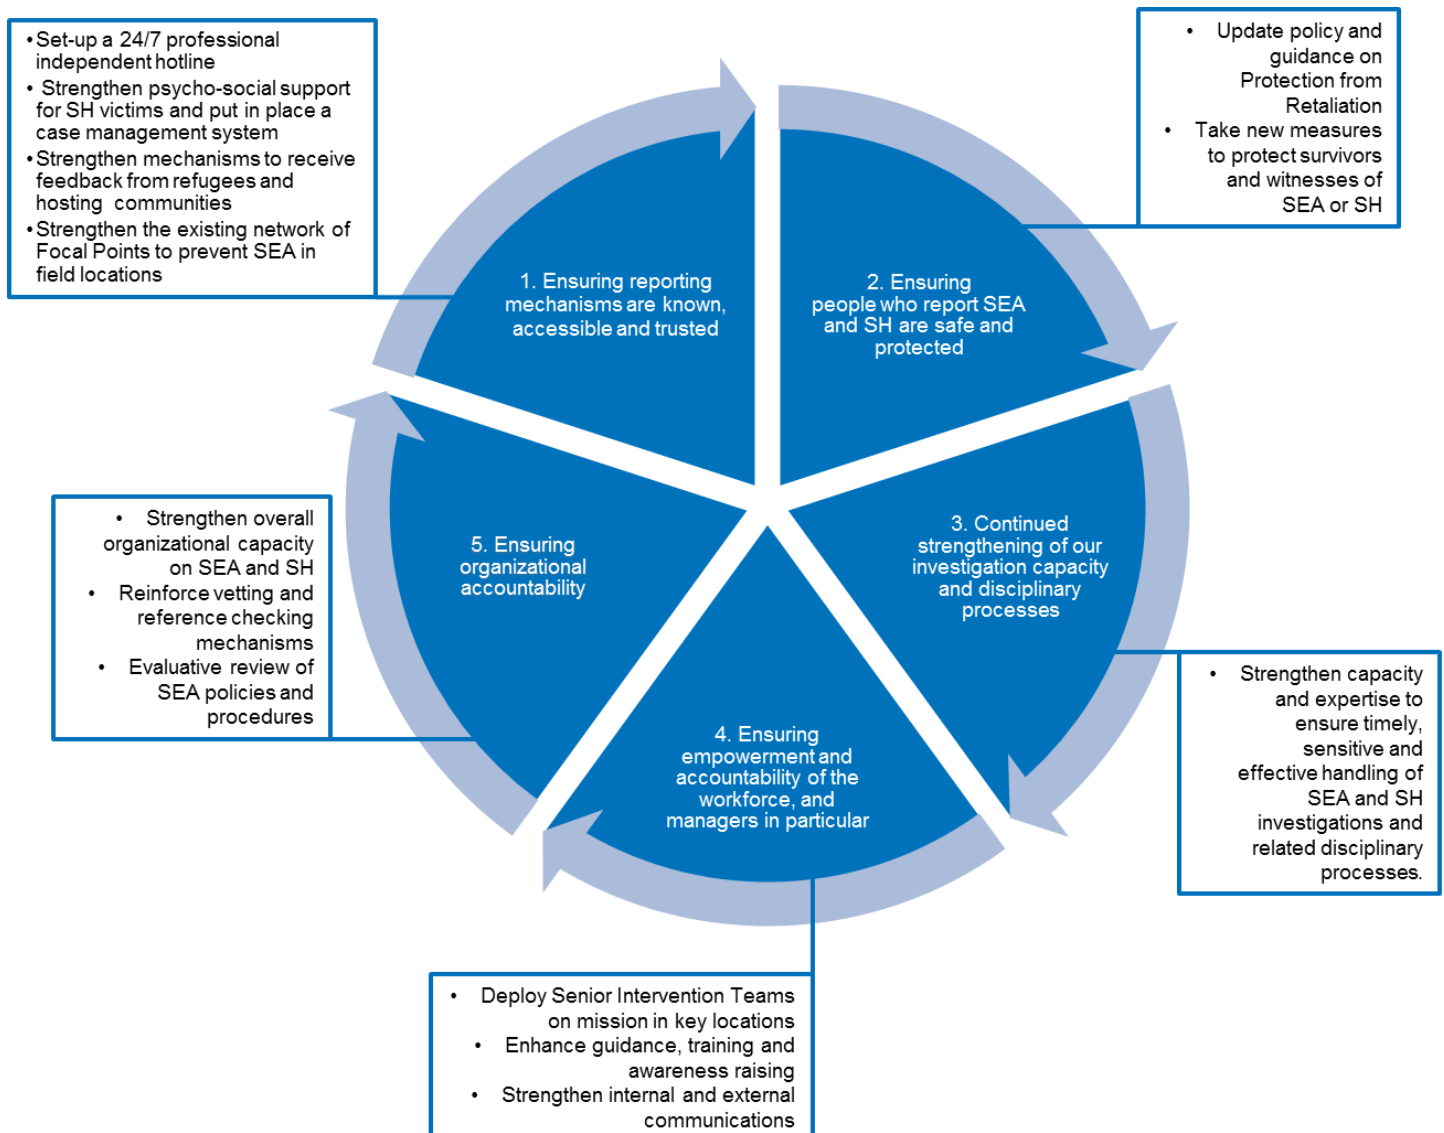 •Set-up a 24/7 professional
independent hotline
• Strengthen psycho-social support
for SH victims and put in place a
case management system
•Strengthen mechanisms to receive
feedback from refugees and
hosting communities
•Strengthen the existing network of
Focal Points to prevent SEA in
field locations
• Update policy and
guidance on
Protection from
Retaliation
• Take new measures
to protect survivors
and witnesses of
SEA or SH
1. Ensuring reporting
mechanisms are known,
accessible and trusted
2. Ensuring
people who report SEA
and SH are safe and
protected
3. Continued
strengthening of our
investigation capacity
and disciplinary
processes
4. Ensuring
empowerment and
accountability of the
workforce, and
managers in particular
5. Ensuring
organizational
accountability
• Strengthen overall
organizational capacity
on SEA and SH
• Reinforce vetting and
reference checking
mechanisms
• Evaluative review of
SEA policies and
procedures
• Strengthen capacity
and expertise to
ensure timely,
sensitive and
effective handling of
SEA and SH
investigations and
related disciplinary
processes.
• Deploy Senior Intervention Teams
on mission in key locations
• Enhance guidance, training and
awareness raising
• Strengthen internal and external
communications